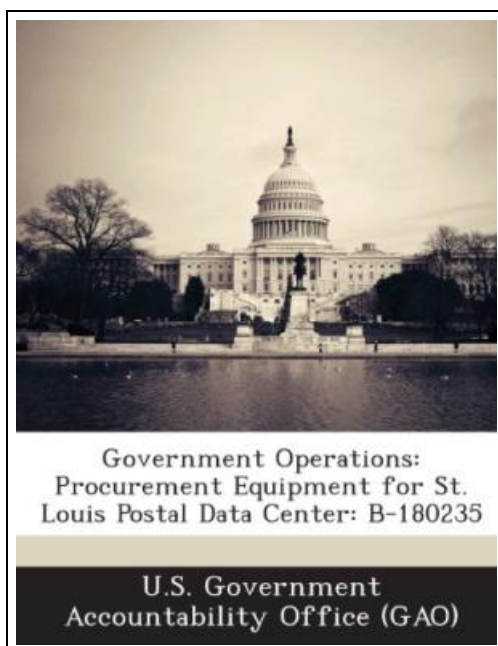 Government Operations:
Procurement Equipment for St.
Louis Postal Data Center: B-180235
U.S. Government
Accountability Office (GAO)